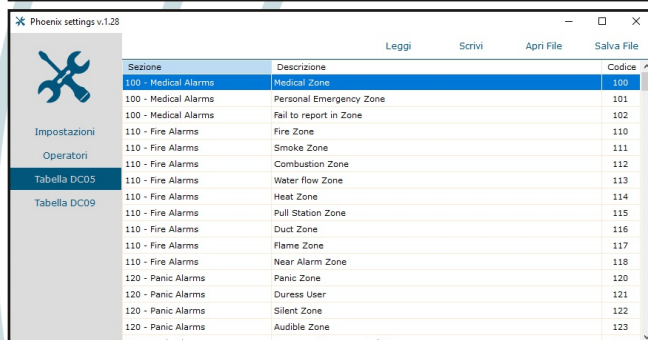 Phoenix settings v.1.28
Leggi Scrivi Apri File Salva File
Impostazioni
Operatori
Tabella DC05
Tabella DC09
Sezione Descrizione Codice
100 - Medical Alarms Medical Zone 100
100 - Medical Alarms Personal Emergency Zone 101
100 - Medical Alarms Fail to report in Zone 102
110 - Fire Alarms Fire Zone 110
110 - Fire Alarms Smoke Zone 111
110 - Fire Alarms Combustion Zone 112
110 - Fire Alarms Water flow Zone 113
110 - Fire Alarms Heat Zone 114
110 - Fire Alarms Pull Station Zone 115
110 - Fire Alarms Duct Zone 116
110 - Fire Alarms Flame Zone 117
110 - Fire Alarms Near Alarm Zone 118
120 - Panic Alarms Panic Zone 120
120 - Panic Alarms Duress User 121
120 - Panic Alarms Silent Zone 122
120 - Panic Alarms Audible Zone 123